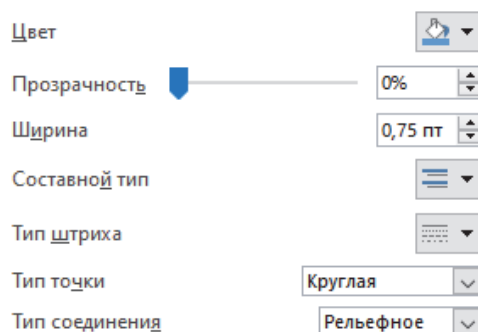 Цвет
Прозрачность 0%
Ширина 0,75 пт
Составной тип
Тип штриха
Тип точки Круглая
Тип соединения Рельефное